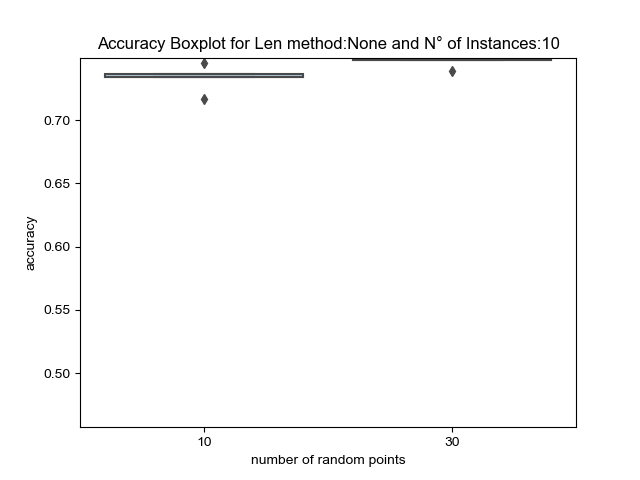 Accuracy Boxplot for Len method:None and N° of Instances:10
0.70
0.65
0.60
0.55
0.50
accuracy
10 30
number of random points